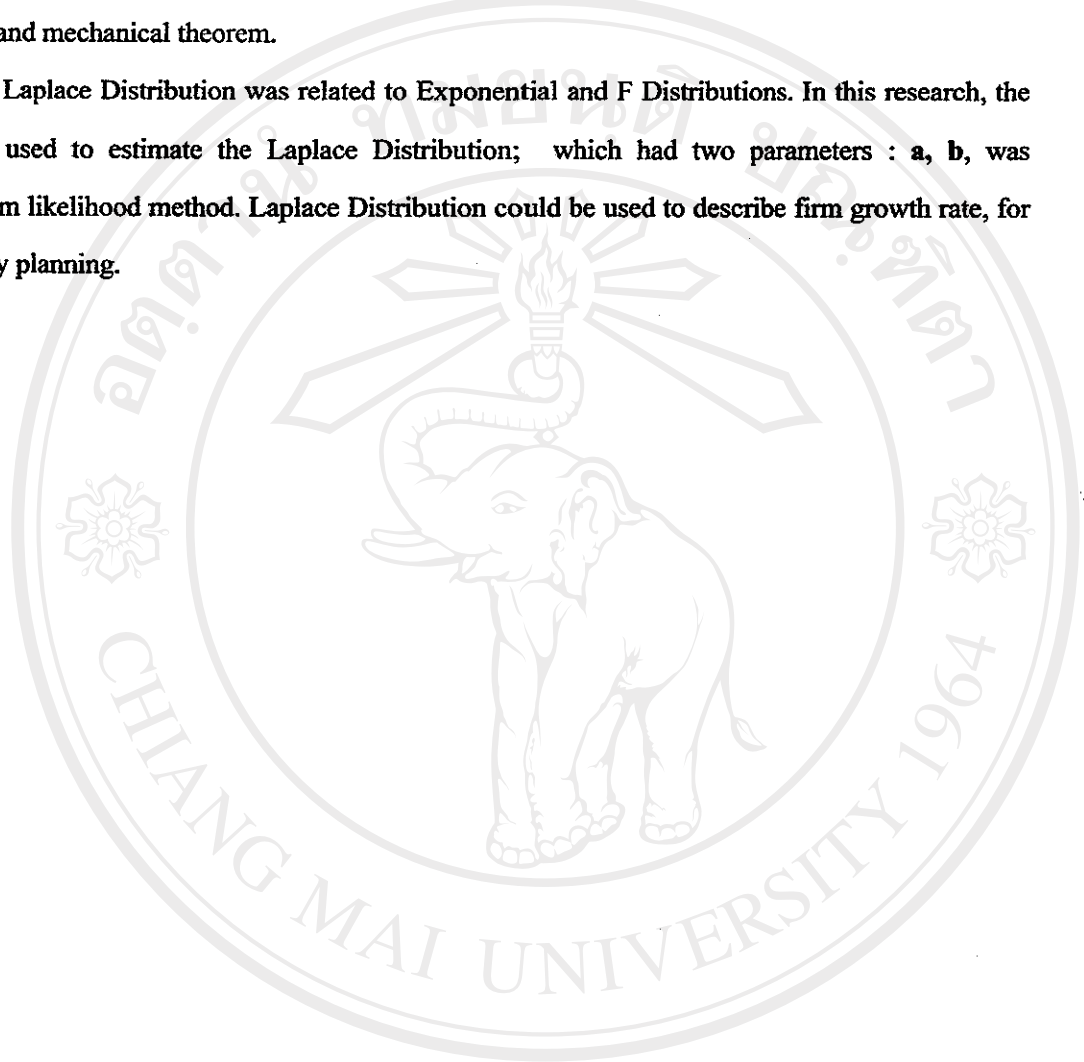 and mechanical theorem.
Laplace Distribution was related to Exponential and F Distributions. In this research, the
used to estimate the Laplace Distribution; which had two parameters : a, b, was
m likelihood method. Laplace Distribution could be used to describe firm growth rate, for
y planning.
CHIANG MAI UNIVERSITY 1964